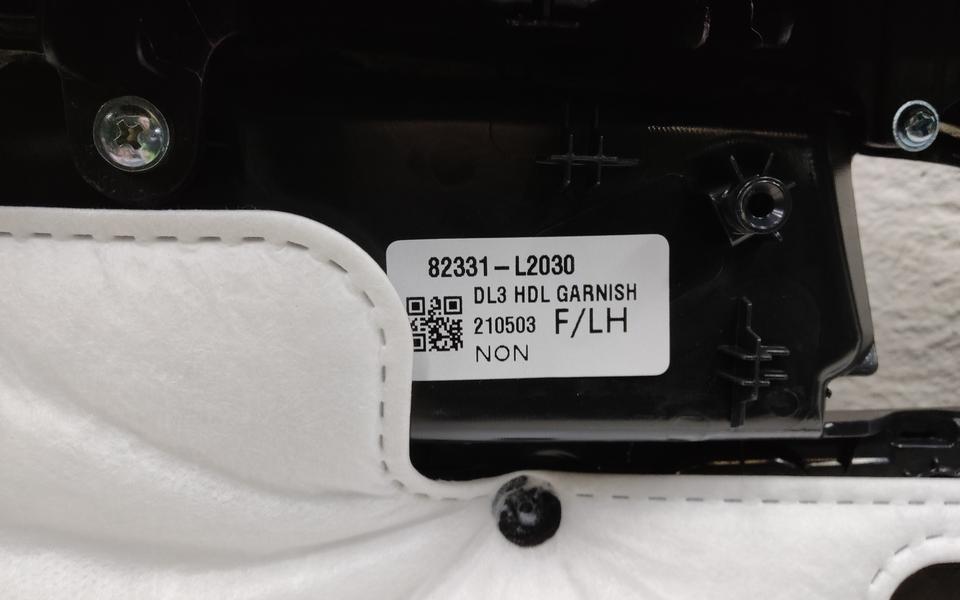 82331-L2030
DL3 HDL GARNISH
210503 F/LH
NON